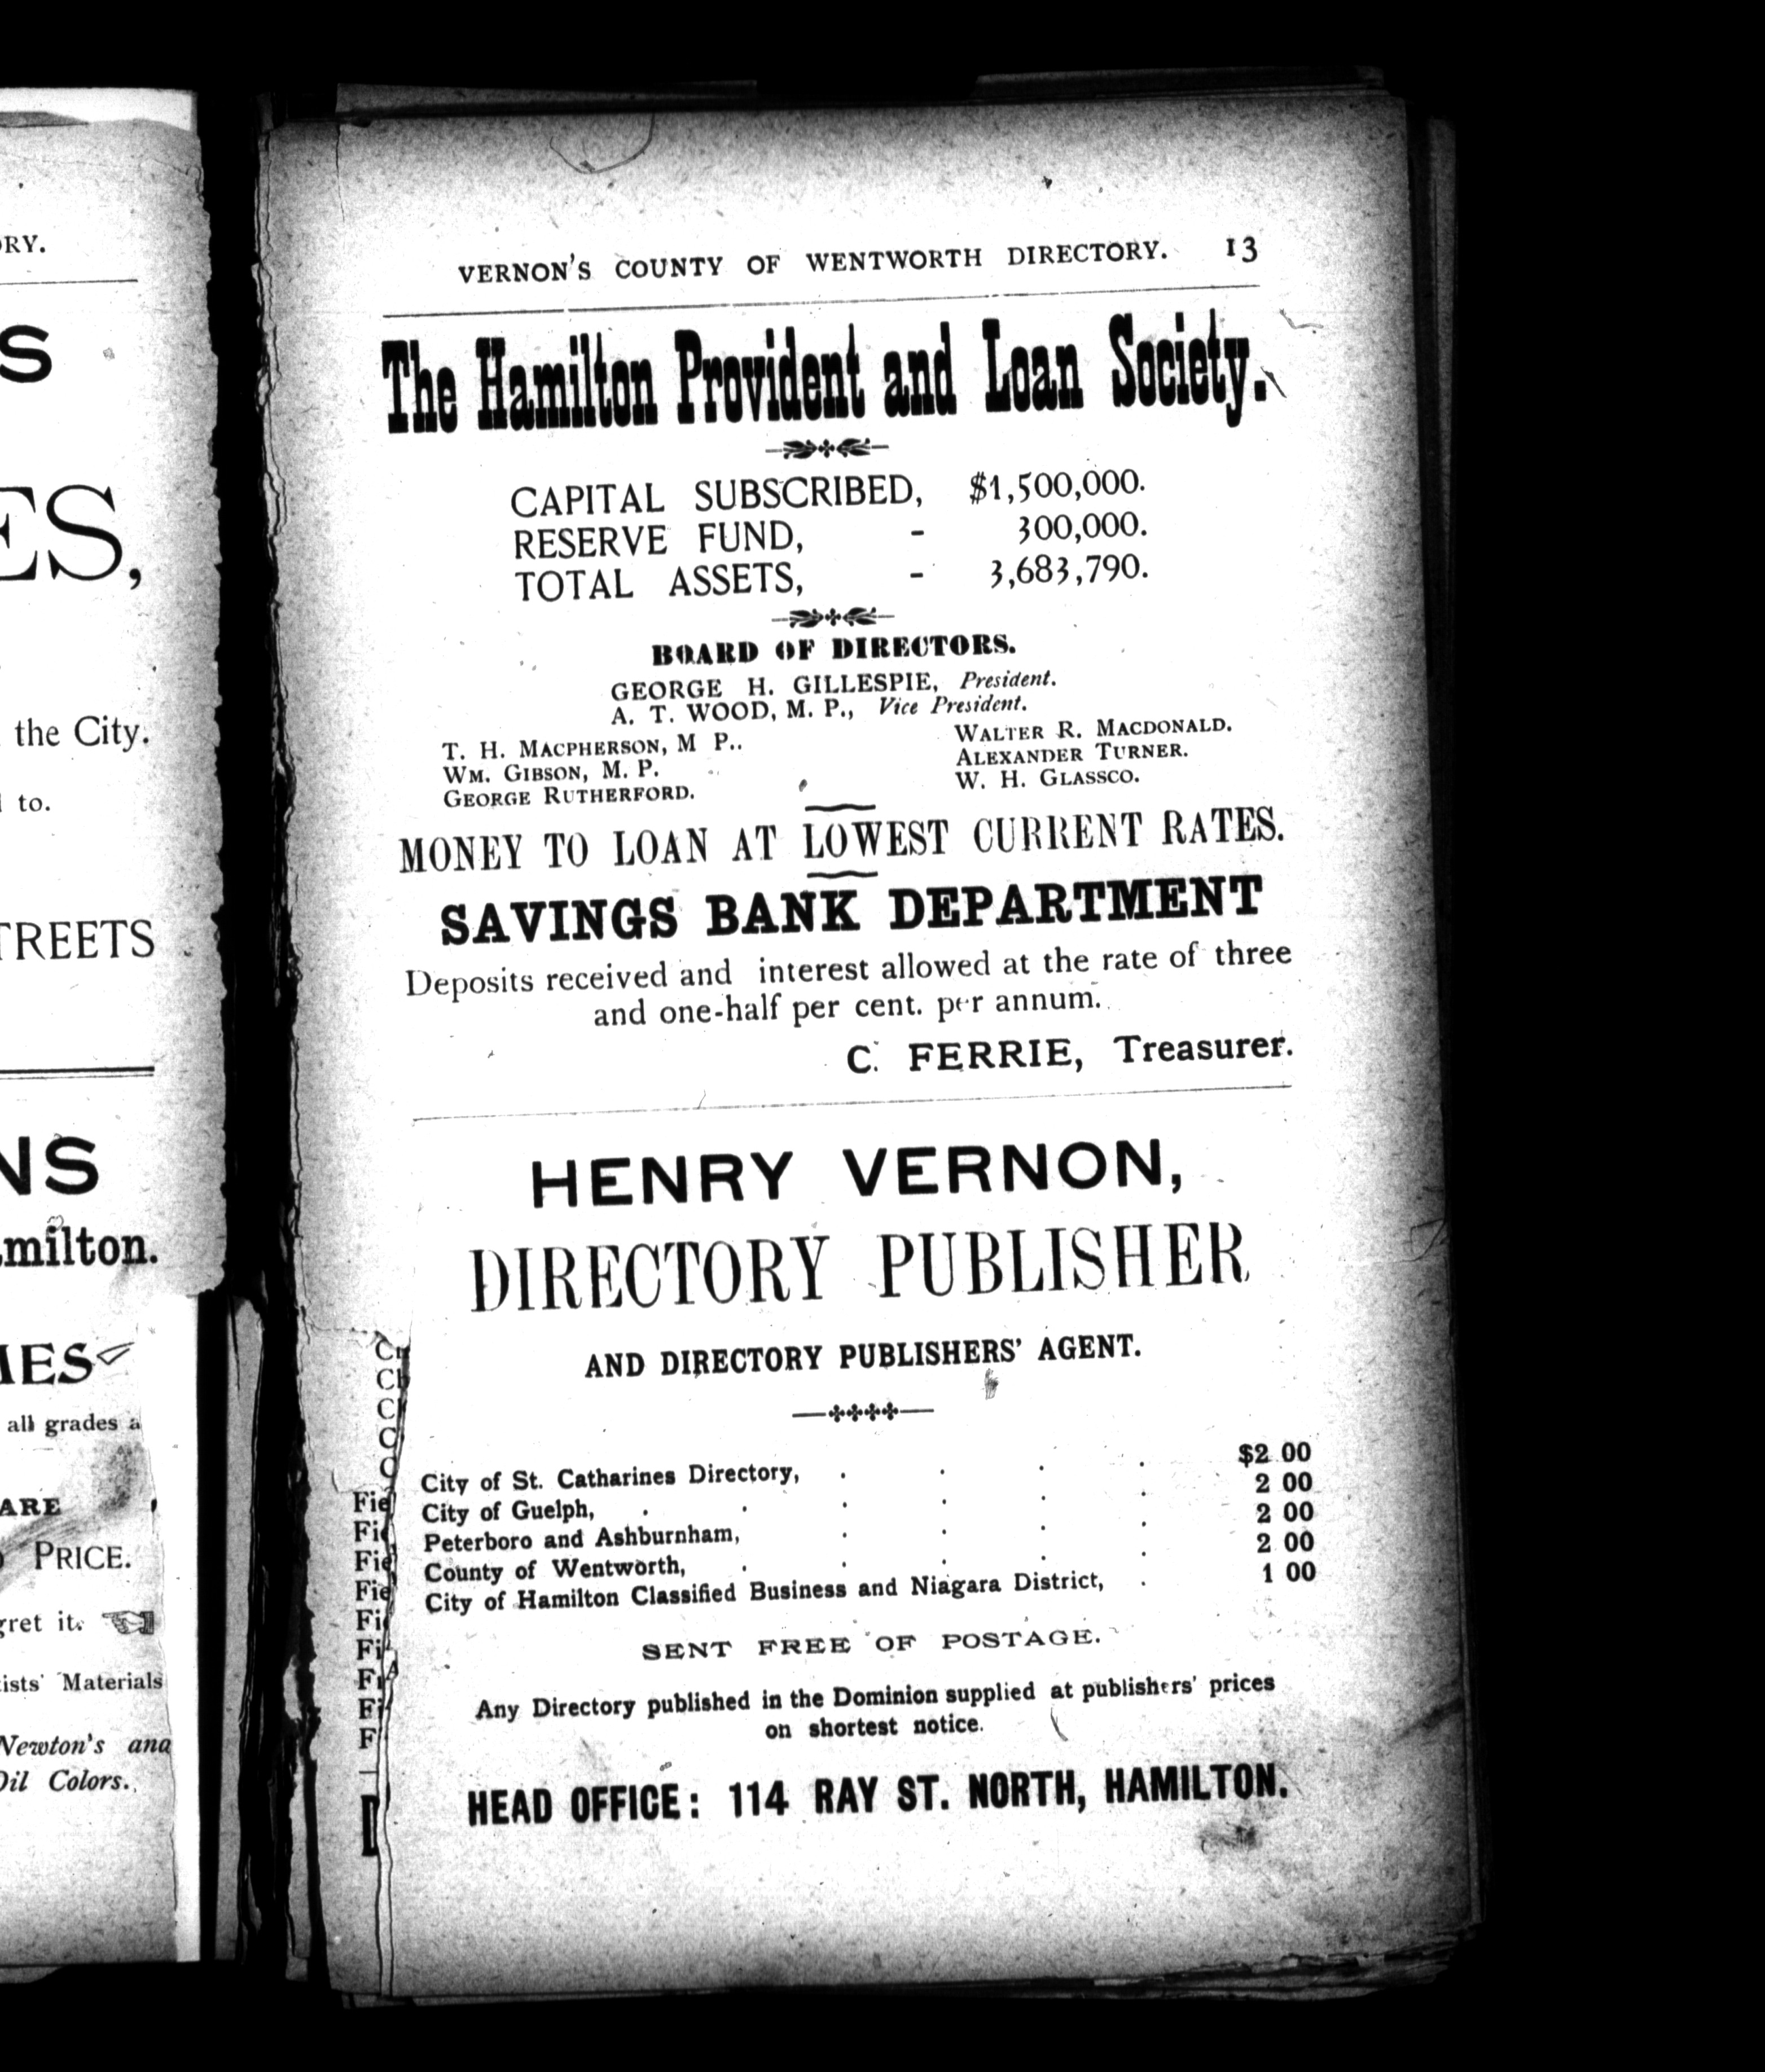 RY.
S
ES,
the City.
to.
TREETS
NS
milton.
IES
all grades a
ARE
PRICE.
gret it.
ists' Materials
Newton's and
Oil Colors.
VERNON'S COUNTY OF WENTWORTH DIRECTORY. 13
The Hamilton Provident and Loan Society.
CAPITAL SUBSCRIBED, $1,500,000.
RESERVE FUND, - 300,000.
TOTAL ASSETS, - 3,683,790.
BOARD OF DIRECTORS.
GEORGE H. GILLESPIE, President.
A. T. WOOD, M. P., Vice President.
T. H. MACPHERSON, M P.. WALTER R. MACDONALD.
WM. GIBSON, M. P. ALEXANDER TURNER.
GEORGE RUTHERFORD. W. H. GLASSCO.
MONEY TO LOAN AT LOWEST CURRENT RATES.
SAVINGS BANK DEPARTMENT
Deposits received and interest allowed at the rate of three
and one-half per cent. per annum.
C. FERRIE, Treasurer.
HENRY VERNON,
DIRECTORY PUBLISHER
AND DIRECTORY PUBLISHERS' AGENT.
City of St. Catharines Directory, . . . . $2 00
City of Guelph, . . . . . . 2 00
Peterboro and Ashburnham, . . . . 2 00
County of Wentworth, . . . . . 2 00
City of Hamilton Classified Business and Niagara District, . 1 00
SENT FREE OF POSTAGE.
Any Directory published in the Dominion supplied at publishers' prices
on shortest notice.
HEAD OFFICE: 114 RAY ST. NORTH, HAMILTON.